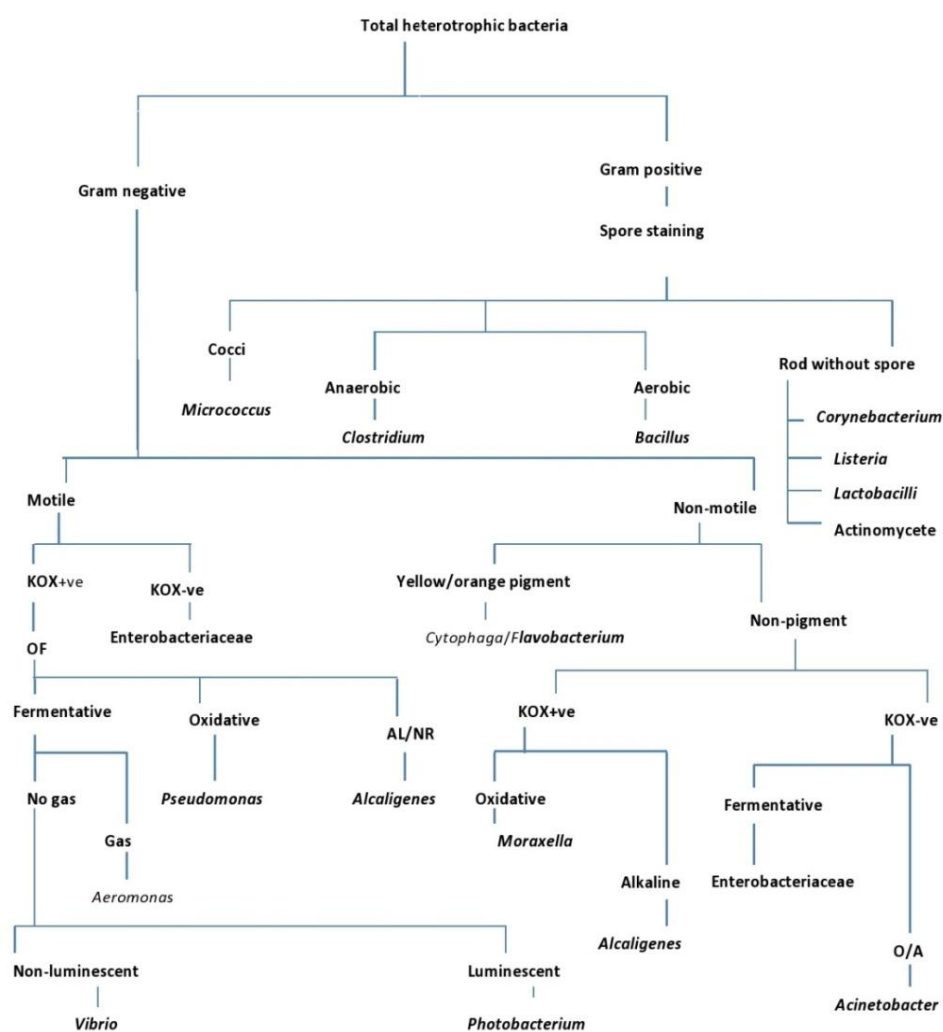 Total heterotrophic bacteria
Gram negative
Gram positive
Spore staining
Cocci
Micrococcus
Anaerobic
Clostridium
Aerobic
Bacillus
Rod without spore
Corynebacterium
Listeria
Lactobacilli
Actinomycete
Motile
Non-motile
KOX+ve
KOX-ve
Enterobacteriaceae
OF
Yellow/orange pigment
Cytophaga/Flavobacterium
Non-pigment
Fermentative
Oxidative
AL/NR
No gas
Pseudomonas
Alcaligenes
Gas
Aeromonas
KOX+ve
KOX-ve
Oxidative
Moraxella
Alkaline
Alcaligenes
Fermentative
Enterobacteriaceae
O/A
Acinetobacter
Non-luminescent
Vibrio
Luminescent
Photobacterium